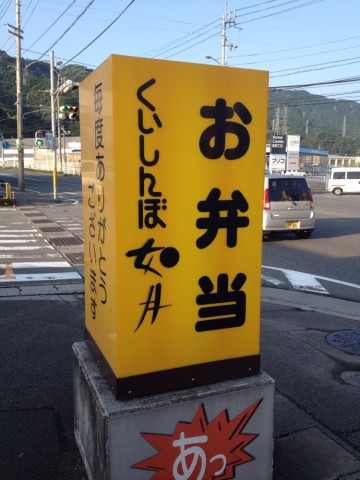 お弁当
くいしんぼ如月
毎度ありがとう
ございます
あっ